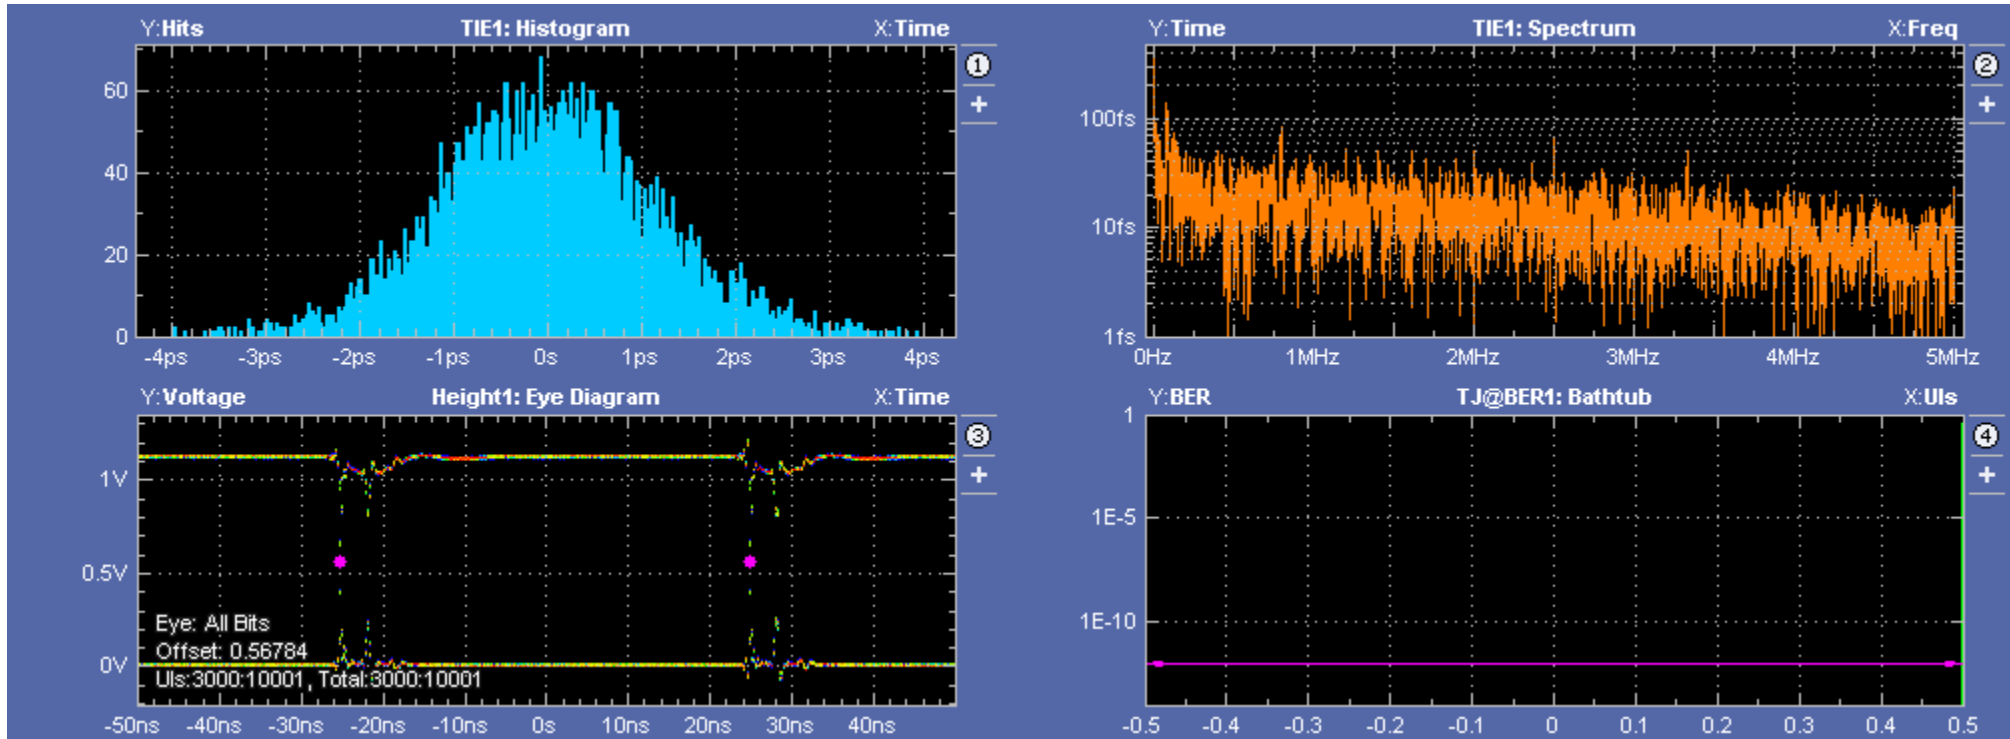 Y:Hits TIE1: Histogram X:Time
60
40
20
0
-4ps -3ps -2ps -1ps 0s 1ps 2ps 3ps 4ps
1
+
Y:Time TIE1: Spectrum X:Freq
100fs
10fs
1fs
0Hz 1MHz 2MHz 3MHz 4MHz 5MHz
2
+
Y:Voltage Height1: Eye Diagram X:Time
1V
0.5V
0V
Eye: All Bits
Offset: 0.56784
UIs:3000:10001, Total:3000:10001
-50ns -40ns -30ns -20ns -10ns 0s 10ns 20ns 30ns 40ns
3
+
Y:BER TJ@BER1: Bathtub X:UIs
1
1E-5
1E-10
-0.5 -0.4 -0.3 -0.2 -0.1 0 0.1 0.2 0.3 0.4 0.5
4
+